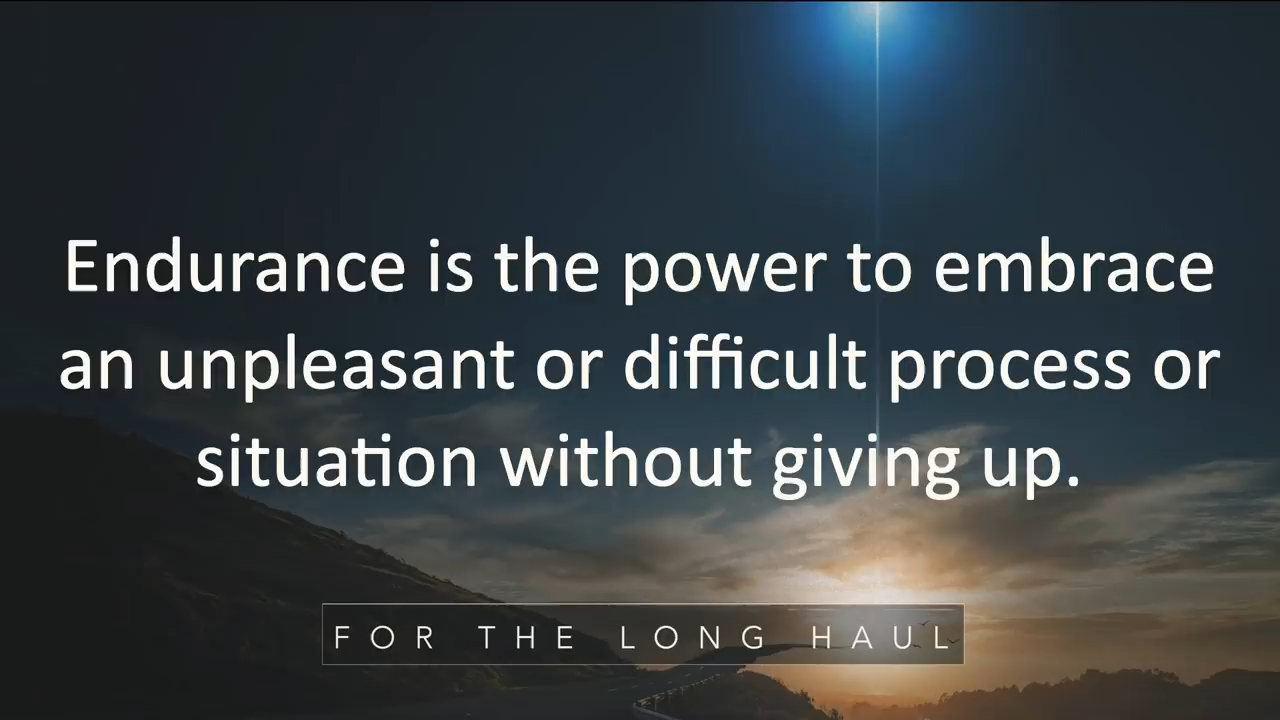 Endurance is the power to embrace
an unpleasant or difficult process or
situation without giving up.
FOR THE LONG HAUL